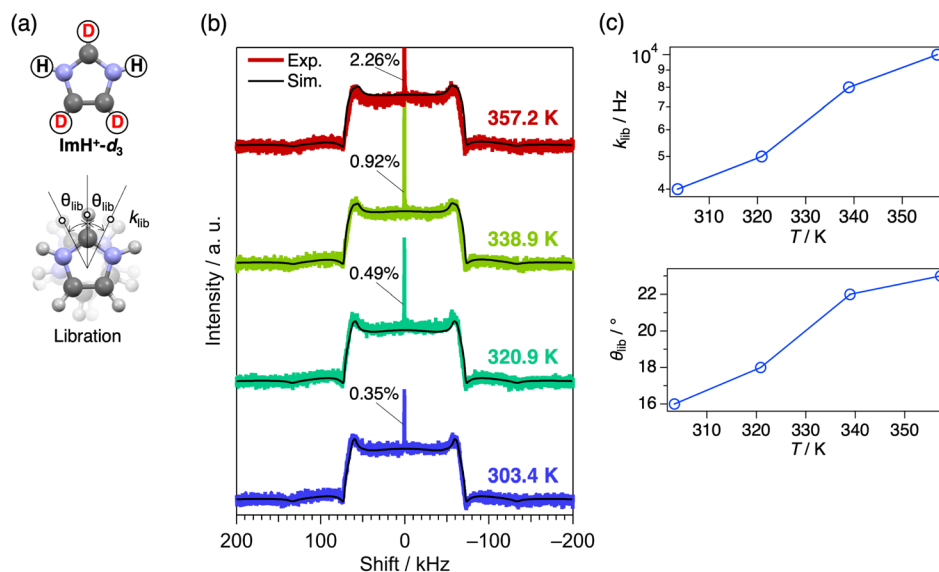 (a)
D
H
H
D
D
ImH⁺-d₃
θlib
θlib
klib
Libration
(b)
Exp.
Sim.
2.26%
357.2 K
0.92%
338.9 K
0.49%
320.9 K
0.35%
303.4 K
Intensity / a. u.
200
100
0
−100
−200
Shift / kHz
(c)
10⁴
9
8
7
6
5
4
klib / Hz
310
320
330
340
350
T / K
22
20
18
16
θlib / °
310
320
330
340
350
T / K